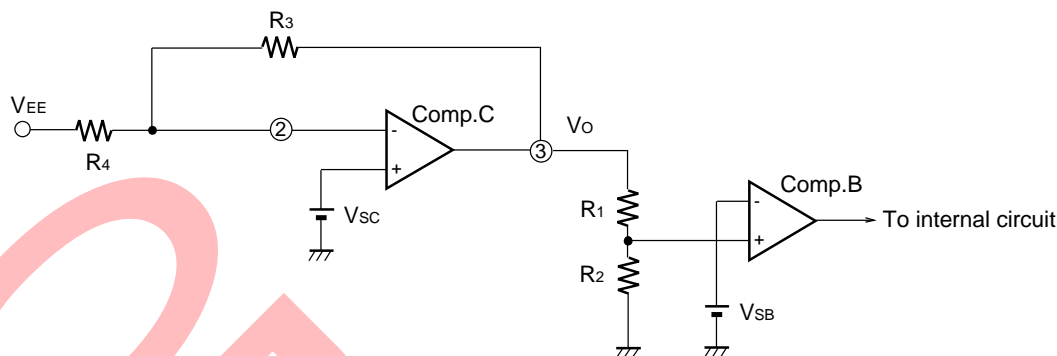 R3
VEE
R4
②
Comp.C
-
+
VSC
③
VO
R1
R2
Comp.B
-
+
VSB
To internal circuit